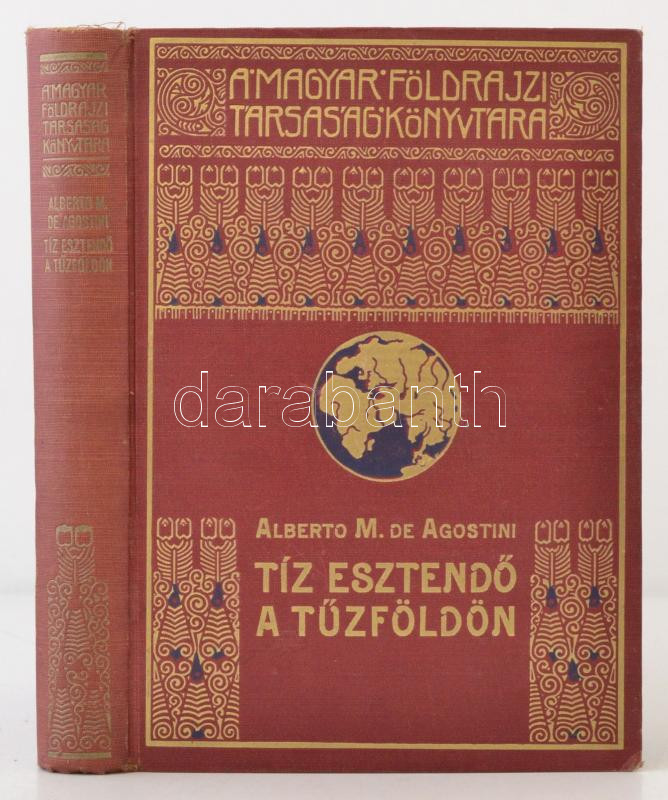 A MAGYAR
FÖLDRAJZI
TÁRSASÁG
KÖNYVTÁRA
ALBERTO M.
DE AGOSTINI
TÍZ ESZTENDŐ
A TŰZFÖLDÖN
A MAGYAR FÖLDRAJZI
TÁRSASÁG KÖNYVTÁRA
darabanth
ALBERTO M. DE AGOSTINI
TÍZ ESZTENDŐ
A TŰZFÖLDÖN